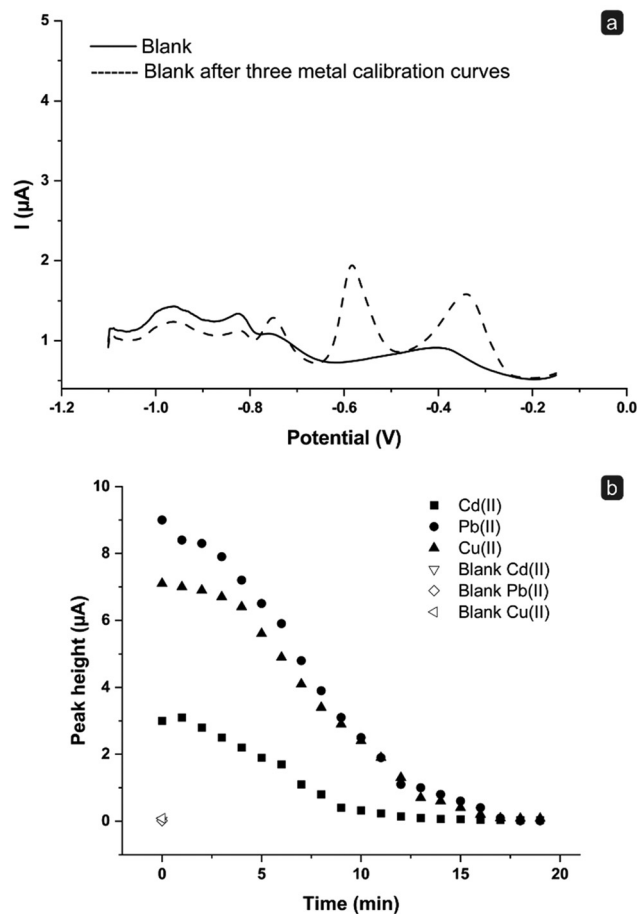 a
Blank
Blank after three metal calibration curves
I (µA)
5
4
3
2
1
-1.2
-1.0
-0.8
-0.6
-0.4
-0.2
0.0
Potential (V)
b
Cd(II)
Pb(II)
Cu(II)
Blank Cd(II)
Blank Pb(II)
Blank Cu(II)
Peak height (µA)
10
8
6
4
2
0
0
5
10
15
20
Time (min)